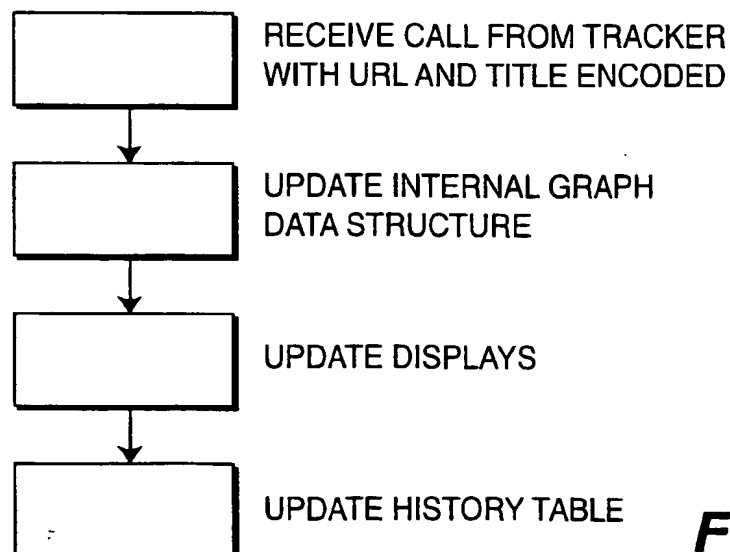 RECEIVE CALL FROM TRACKER
WITH URL AND TITLE ENCODED
UPDATE INTERNAL GRAPH
DATA STRUCTURE
UPDATE DISPLAYS
UPDATE HISTORY TABLE
F